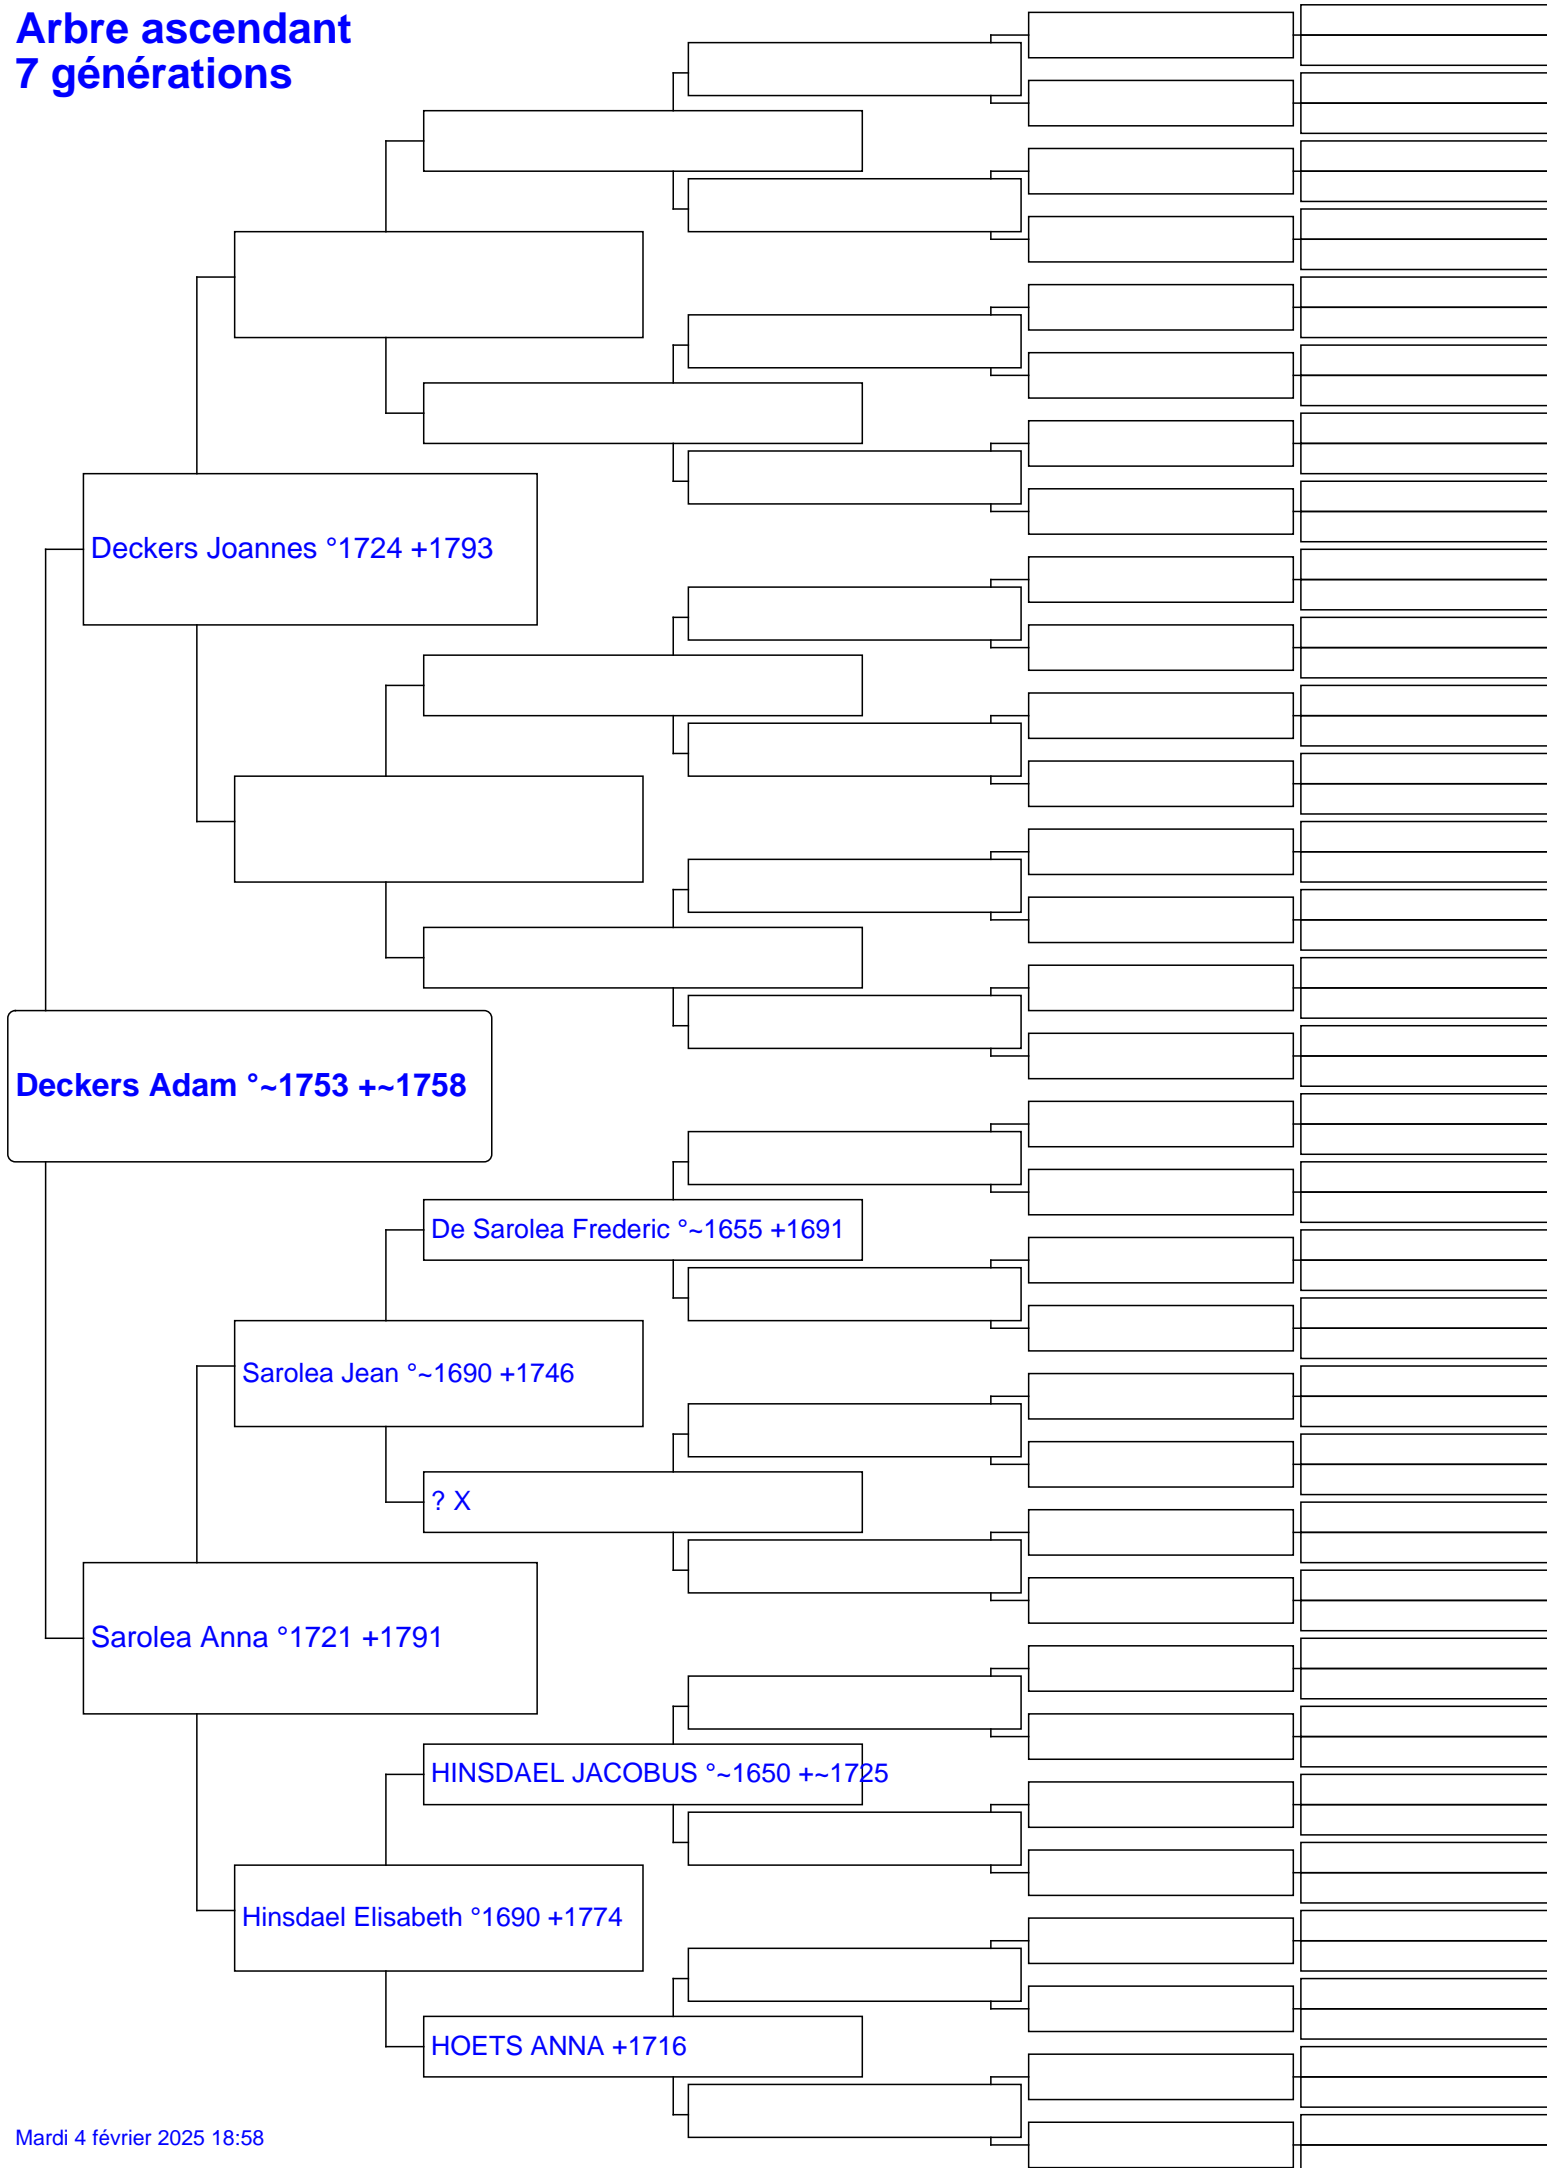 Arbre ascendant
7 générations
Deckers Joannes °1724 +1793
Deckers Adam °~1753 +~1758
De Sarolea Frederic °~1655 +1691
Sarolea Jean °~1690 +1746
? X
Sarolea Anna °1721 +1791
HINSDAEL JACOBUS °~1650 +~1725
Hinsdael Elisabeth °1690 +1774
HOETS ANNA +1716
Mardi 4 février 2025 18:58